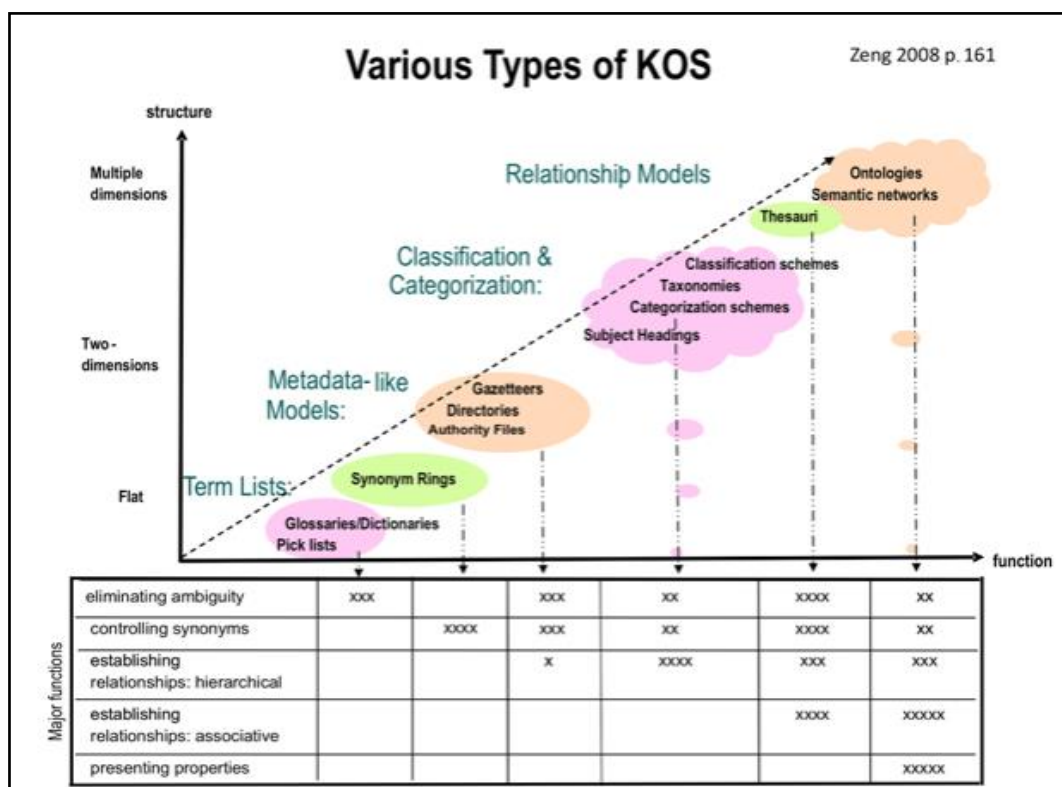 Various Types of KOS
Zeng 2008 p. 161
structure
Multiple
dimensions
Relationship Models
Ontologies
Semantic networks
Thesauri
Classification &
Categorization:
Classification schemes
Taxonomies
Categorization schemes
Subject Headings
Two-
dimensions
Metadata-like
Models:
Gazetteers
Directories
Authority Files
Term Lists:
Synonym Rings
Flat
Glossaries/Dictionaries
Pick lists
function
Major functions
eliminating ambiguity xxx xxx xx xxxx xx
controlling synonyms xxxx xxx xx xxxx xx
establishing
relationships: hierarchical x xxxx xxx xxx
establishing
relationships: associative xxxx xxxxx
presenting properties xxxxx